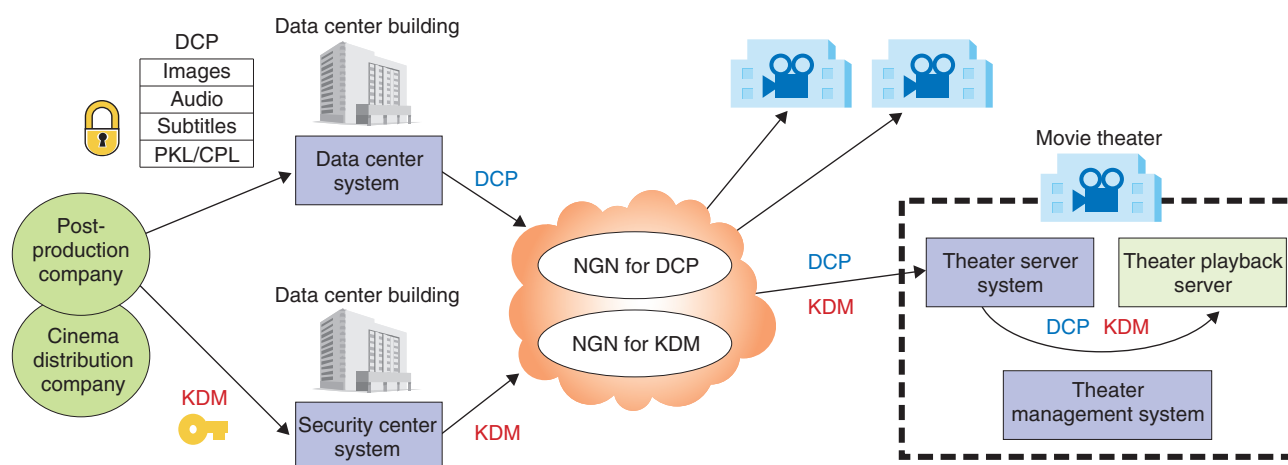 DCP
Images
Audio
Subtitles
PKL/CPL
Data center building
Data center
system
DCP
Post-
production
company
Cinema
distribution
company
KDM
Data center building
Security center
system
KDM
NGN for DCP
NGN for KDM
DCP
KDM
Movie theater
Theater server
system
Theater playback
server
DCP KDM
Theater
management system